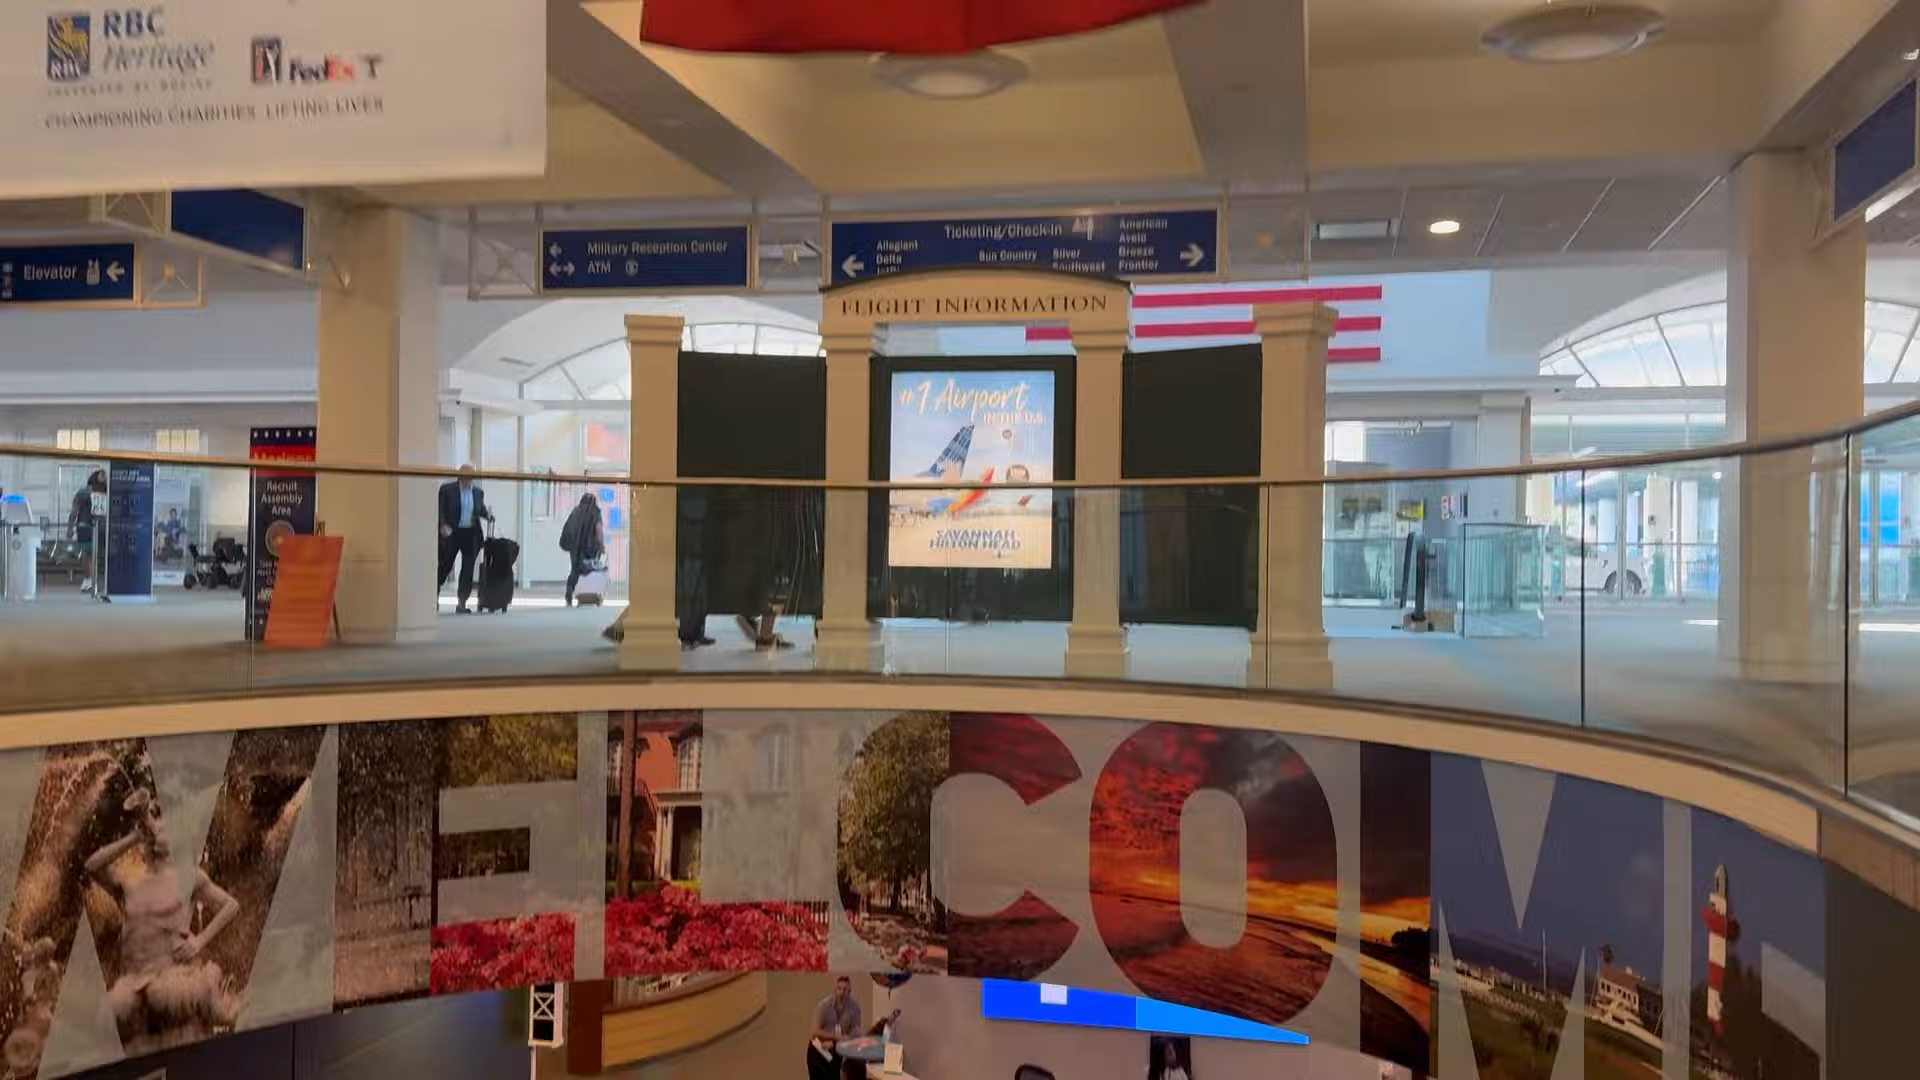 RBC
Heritage
RBC
FedEx
CHAMPIONING CHARITIES. LIFTING LIVES
Elevator
Military Reception Center
ATM
Ticketing/Check-in
Allegiant
Delta
Sun Country
Silver
Southwest
American
Avelo
Breeze
Frontier
FLIGHT INFORMATION
#1 Airport
IN THE U.S.
SAVANNAH
HILTON HEAD
Recruit
Assembly
Area
WELCOM